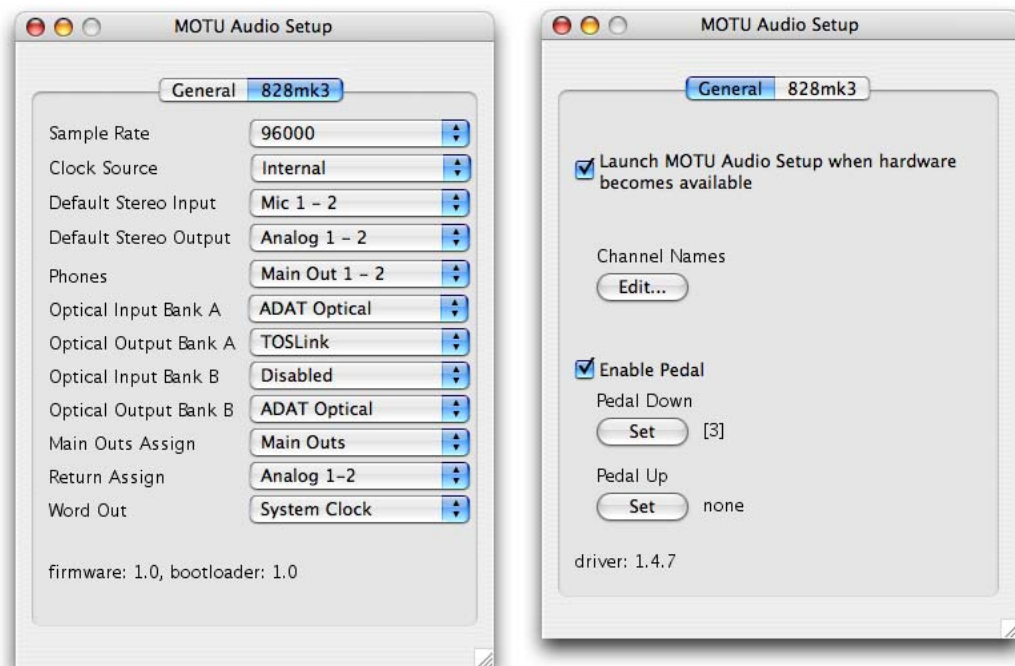 MOTU Audio Setup
General 828mk3
Sample Rate 96000
Clock Source Internal
Default Stereo Input Mic 1 – 2
Default Stereo Output Analog 1 – 2
Phones Main Out 1 – 2
Optical Input Bank A ADAT Optical
Optical Output Bank A TOSLink
Optical Input Bank B Disabled
Optical Output Bank B ADAT Optical
Main Outs Assign Main Outs
Return Assign Analog 1–2
Word Out System Clock
firmware: 1.0, bootloader: 1.0
MOTU Audio Setup
General 828mk3
Launch MOTU Audio Setup when hardware
becomes available
Channel Names
Edit...
Enable Pedal
Pedal Down
Set [3]
Pedal Up
Set none
driver: 1.4.7